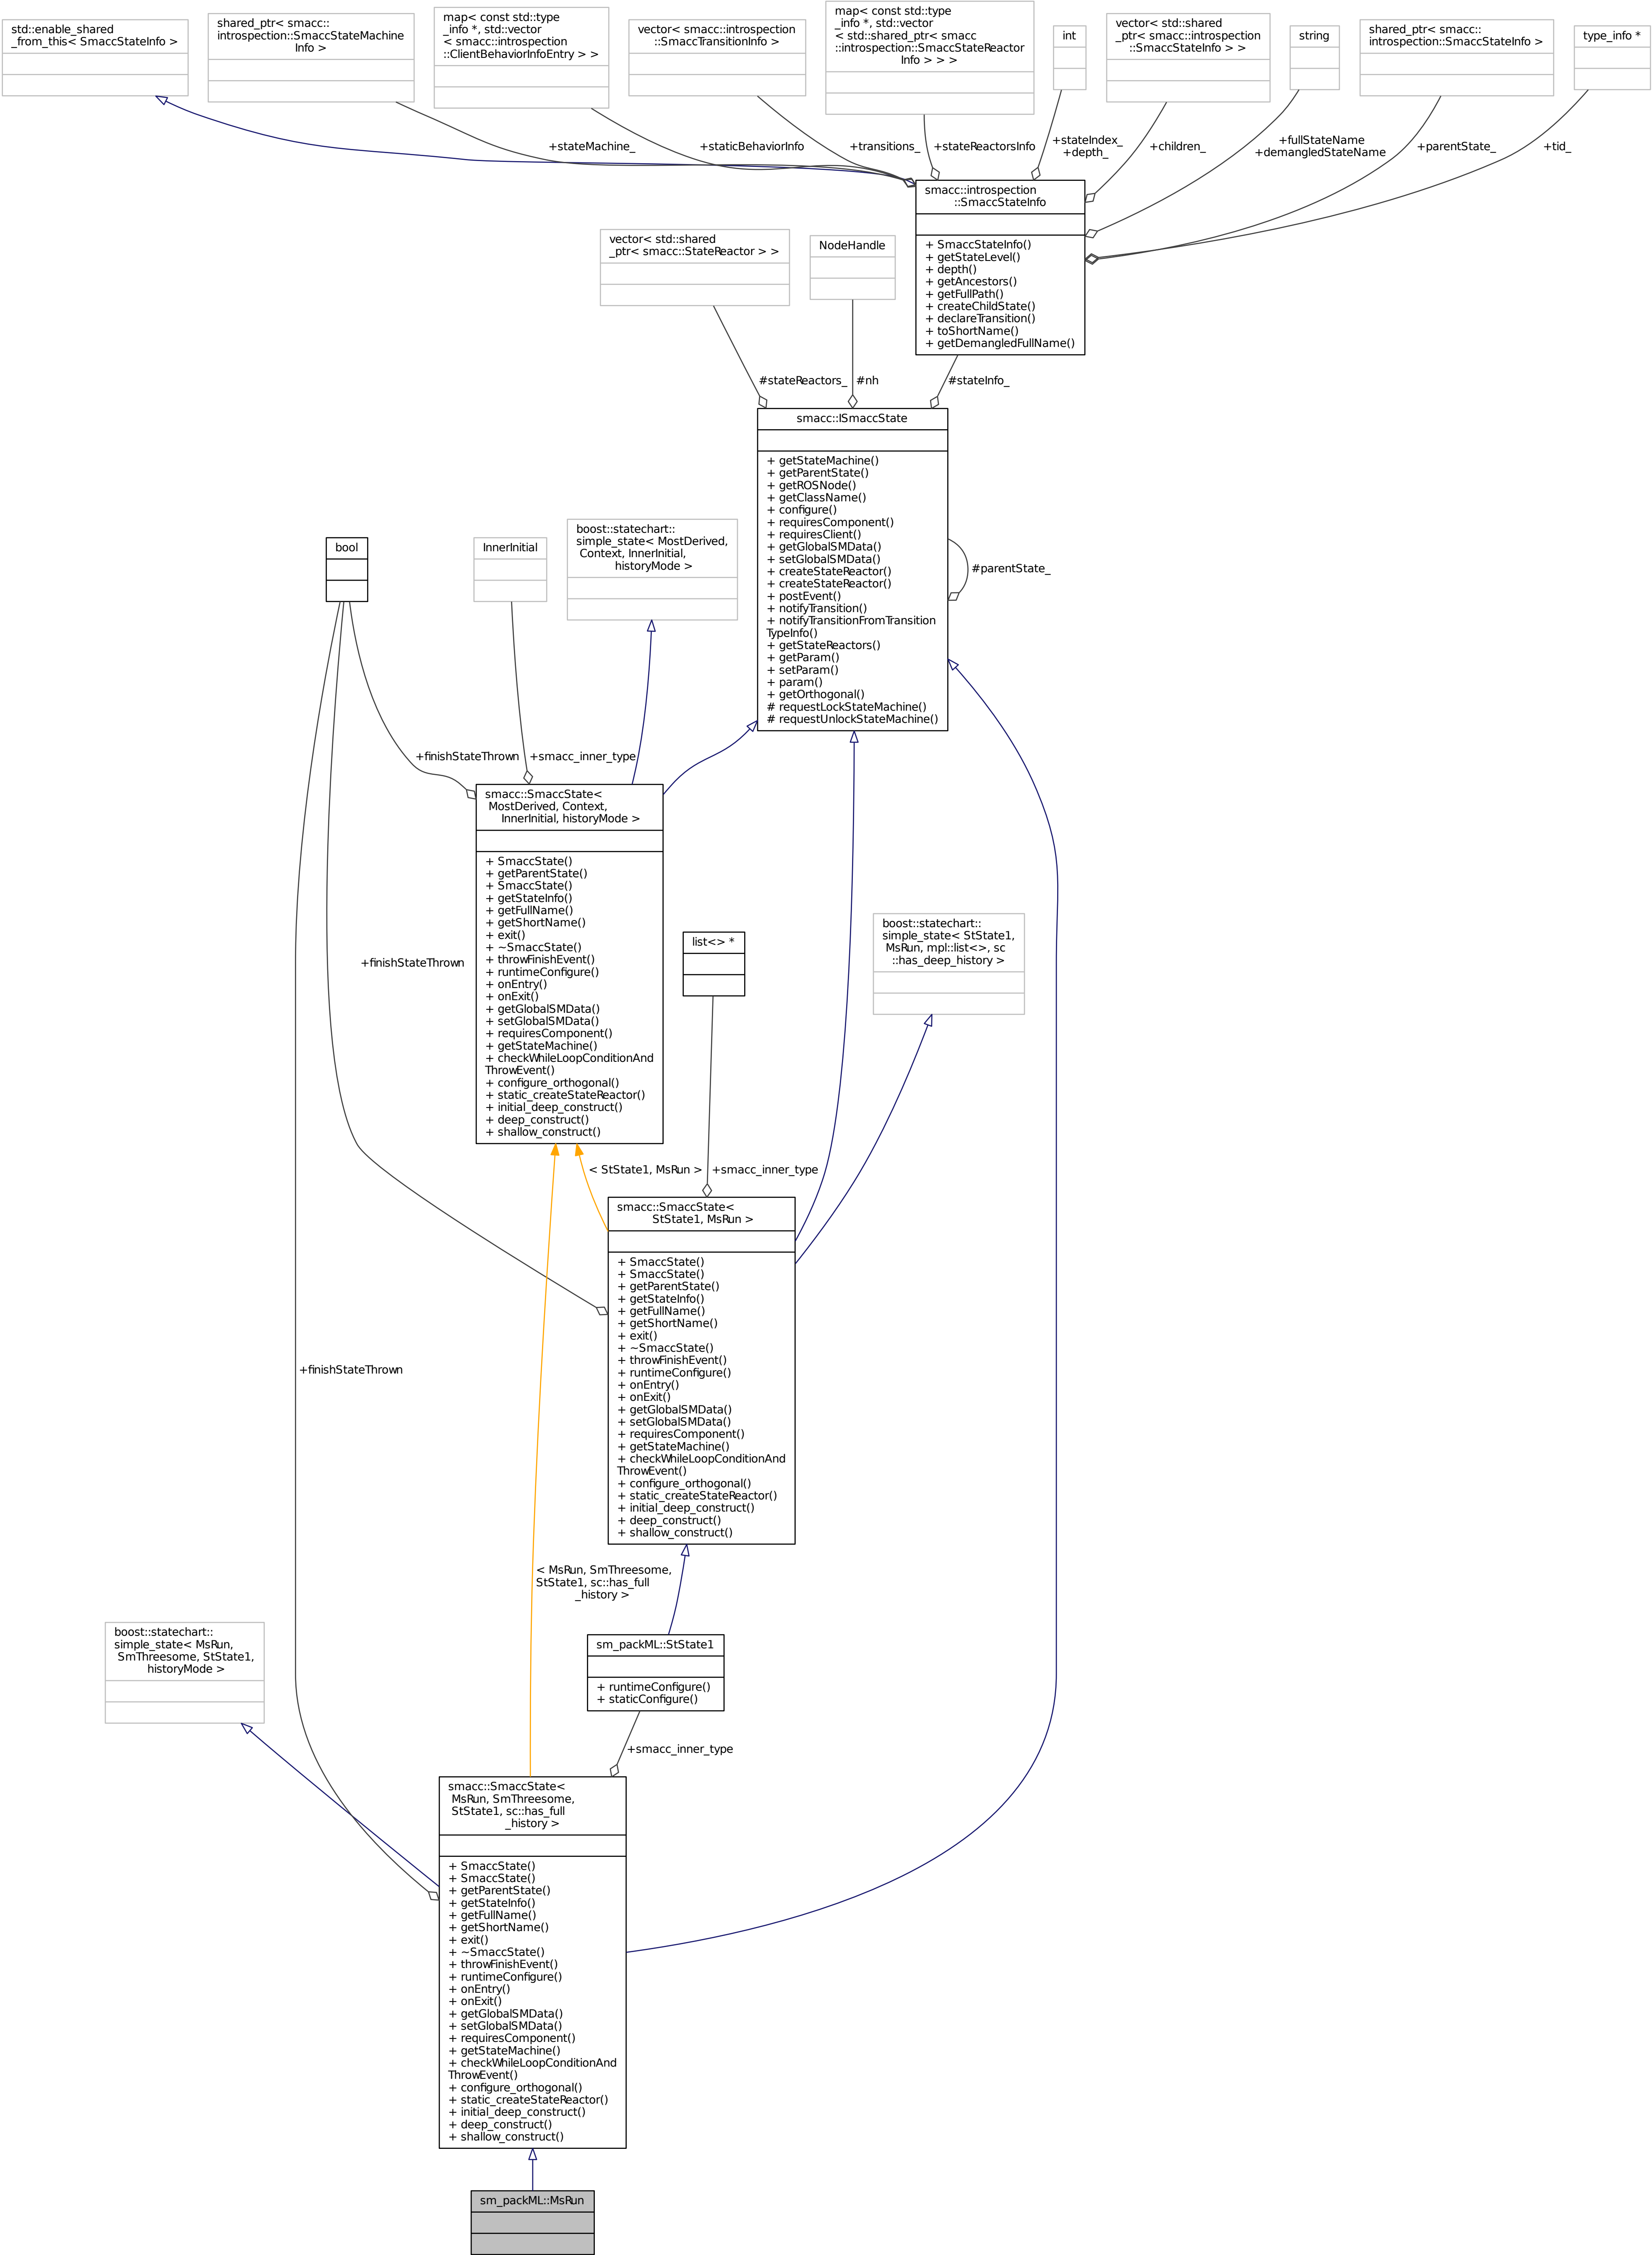 std::enable_shared
_from_this< SmaccStateInfo >
shared_ptr< smacc::
introspection::SmaccStateMachine
Info >
map< const std::type
_info *, std::vector
< smacc::introspection
::ClientBehaviorInfoEntry > >
vector< smacc::introspection
::SmaccTransitionInfo >
map< const std::type
_info *, std::vector
< std::shared_ptr< smacc
::introspection::SmaccStateReactor
Info > > >
int
vector< std::shared
_ptr< smacc::introspection
::SmaccStateInfo > >
string
shared_ptr< smacc::
introspection::SmaccStateInfo >
type_info *
+stateMachine_
+staticBehaviorInfo
+transitions_
+stateReactorsInfo
+stateIndex_
+depth_
+children_
+fullStateName
+demangledStateName
+parentState_
+tid_
smacc::introspection
::SmaccStateInfo
+ SmaccStateInfo()
+ getStateLevel()
+ depth()
+ getAncestors()
+ getFullPath()
+ createChildState()
+ declareTransition()
+ toShortName()
+ getDemangledFullName()
vector< std::shared
_ptr< smacc::StateReactor > >
NodeHandle
#stateReactors_
#nh
#stateInfo_
smacc::ISmaccState
+ getStateMachine()
+ getParentState()
+ getROSNode()
+ getClassName()
+ configure()
+ requiresComponent()
+ requiresClient()
+ getGlobalSMData()
+ setGlobalSMData()
+ createStateReactor()
+ createStateReactor()
+ postEvent()
+ notifyTransition()
+ notifyTransitionFromTransition
TypeInfo()
+ getStateReactors()
+ getParam()
+ setParam()
+ param()
+ getOrthogonal()
# requestLockStateMachine()
# requestUnlockStateMachine()
#parentState_
bool
InnerInitial
boost::statechart::
simple_state< MostDerived,
Context, InnerInitial,
historyMode >
+finishStateThrown
+smacc_inner_type
smacc::SmaccState<
MostDerived, Context,
InnerInitial, historyMode >
+ SmaccState()
+ getParentState()
+ SmaccState()
+ getStateInfo()
+ getFullName()
+ getShortName()
+ exit()
+ ~SmaccState()
+ throwFinishEvent()
+ runtimeConfigure()
+ onEntry()
+ onExit()
+ getGlobalSMData()
+ setGlobalSMData()
+ requiresComponent()
+ getStateMachine()
+ checkWhileLoopConditionAnd
ThrowEvent()
+ configure_orthogonal()
+ static_createStateReactor()
+ initial_deep_construct()
+ deep_construct()
+ shallow_construct()
+finishStateThrown
list<> *
boost::statechart::
simple_state< StState1,
MsRun, mpl::list<>, sc
::has_deep_history >
< StState1, MsRun >
+smacc_inner_type
smacc::SmaccState<
StState1, MsRun >
+ SmaccState()
+ SmaccState()
+ getParentState()
+ getStateInfo()
+ getFullName()
+ getShortName()
+ exit()
+ ~SmaccState()
+ throwFinishEvent()
+ runtimeConfigure()
+ onEntry()
+ onExit()
+ getGlobalSMData()
+ setGlobalSMData()
+ requiresComponent()
+ getStateMachine()
+ checkWhileLoopConditionAnd
ThrowEvent()
+ configure_orthogonal()
+ static_createStateReactor()
+ initial_deep_construct()
+ deep_construct()
+ shallow_construct()
+finishStateThrown
< MsRun, SmThreesome,
StState1, sc::has_full
_history >
boost::statechart::
simple_state< MsRun,
SmThreesome, StState1,
historyMode >
sm_packML::StState1
+ runtimeConfigure()
+ staticConfigure()
+smacc_inner_type
smacc::SmaccState<
MsRun, SmThreesome,
StState1, sc::has_full
_history >
+ SmaccState()
+ SmaccState()
+ getParentState()
+ getStateInfo()
+ getFullName()
+ getShortName()
+ exit()
+ ~SmaccState()
+ throwFinishEvent()
+ runtimeConfigure()
+ onEntry()
+ onExit()
+ getGlobalSMData()
+ setGlobalSMData()
+ requiresComponent()
+ getStateMachine()
+ checkWhileLoopConditionAnd
ThrowEvent()
+ configure_orthogonal()
+ static_createStateReactor()
+ initial_deep_construct()
+ deep_construct()
+ shallow_construct()
sm_packML::MsRun